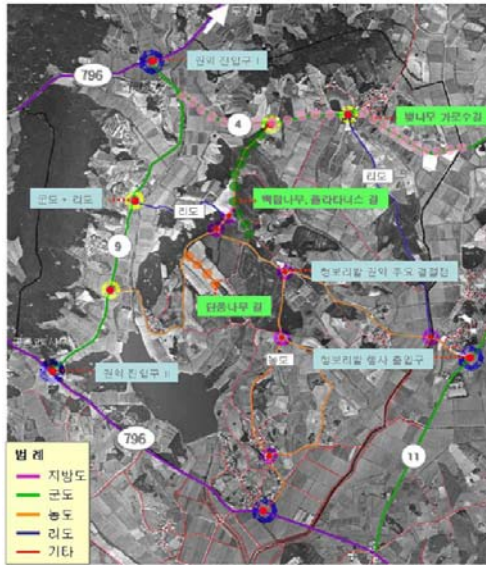 권역 진입구 I
796
4
벚나무 가로수길
리도
군도 + 리도
리도
백합나무, 플라타너스 길
9
청보리밭 권역 주요 결절점
단풍나무 길
농도
청보리밭 행사 출입구
권역 진입구 II
796
11
범 례
지방도
군도
농도
리도
기타